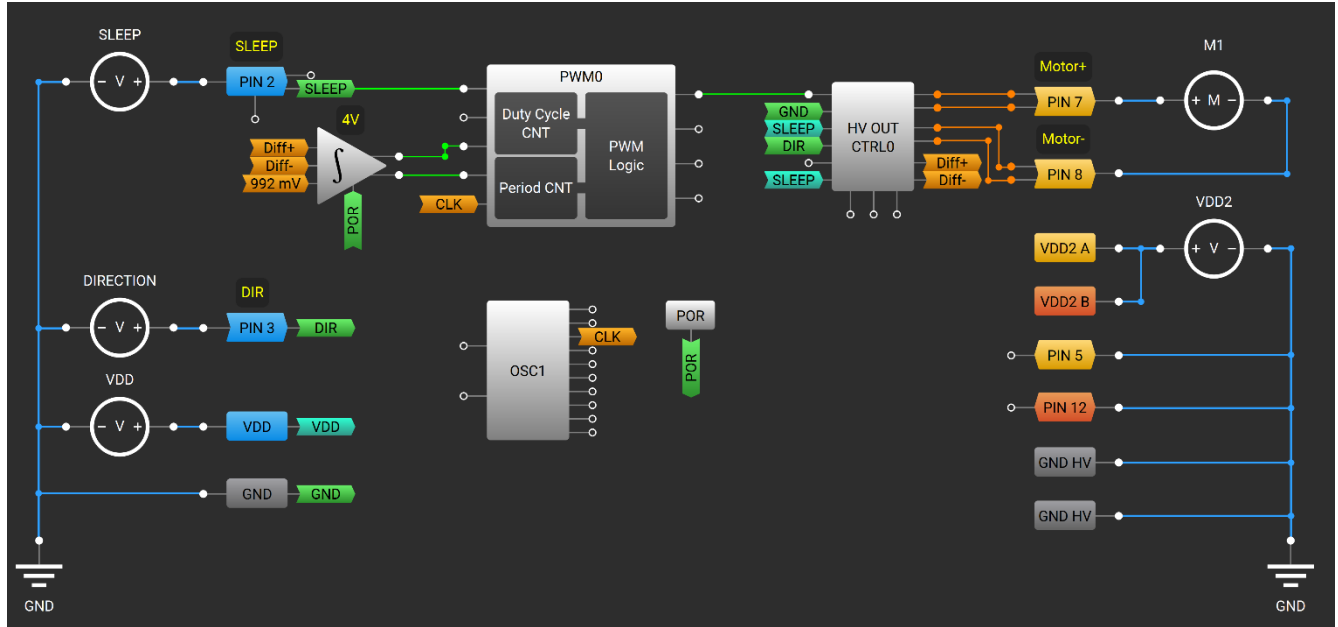 SLEEP
SLEEP
M1
Motor+
- V +
PIN 2
SLEEP
PWM0
PIN 7
+ M -
GND
Duty Cycle
CNT
PWM
Logic
HV OUT
CTRL0
4V
SLEEP
DIR
Motor-
Diff+
Diff-
992 mV
∫
Diff+
Diff-
PIN 8
SLEEP
Period CNT
CLK
POR
VDD2
VDD2 A
+ V -
DIRECTION
DIR
VDD2 B
- V +
PIN 3
DIR
POR
CLK
POR
OSC1
PIN 5
VDD
PIN 12
- V +
VDD
VDD
GND HV
GND
GND
GND HV
GND
GND